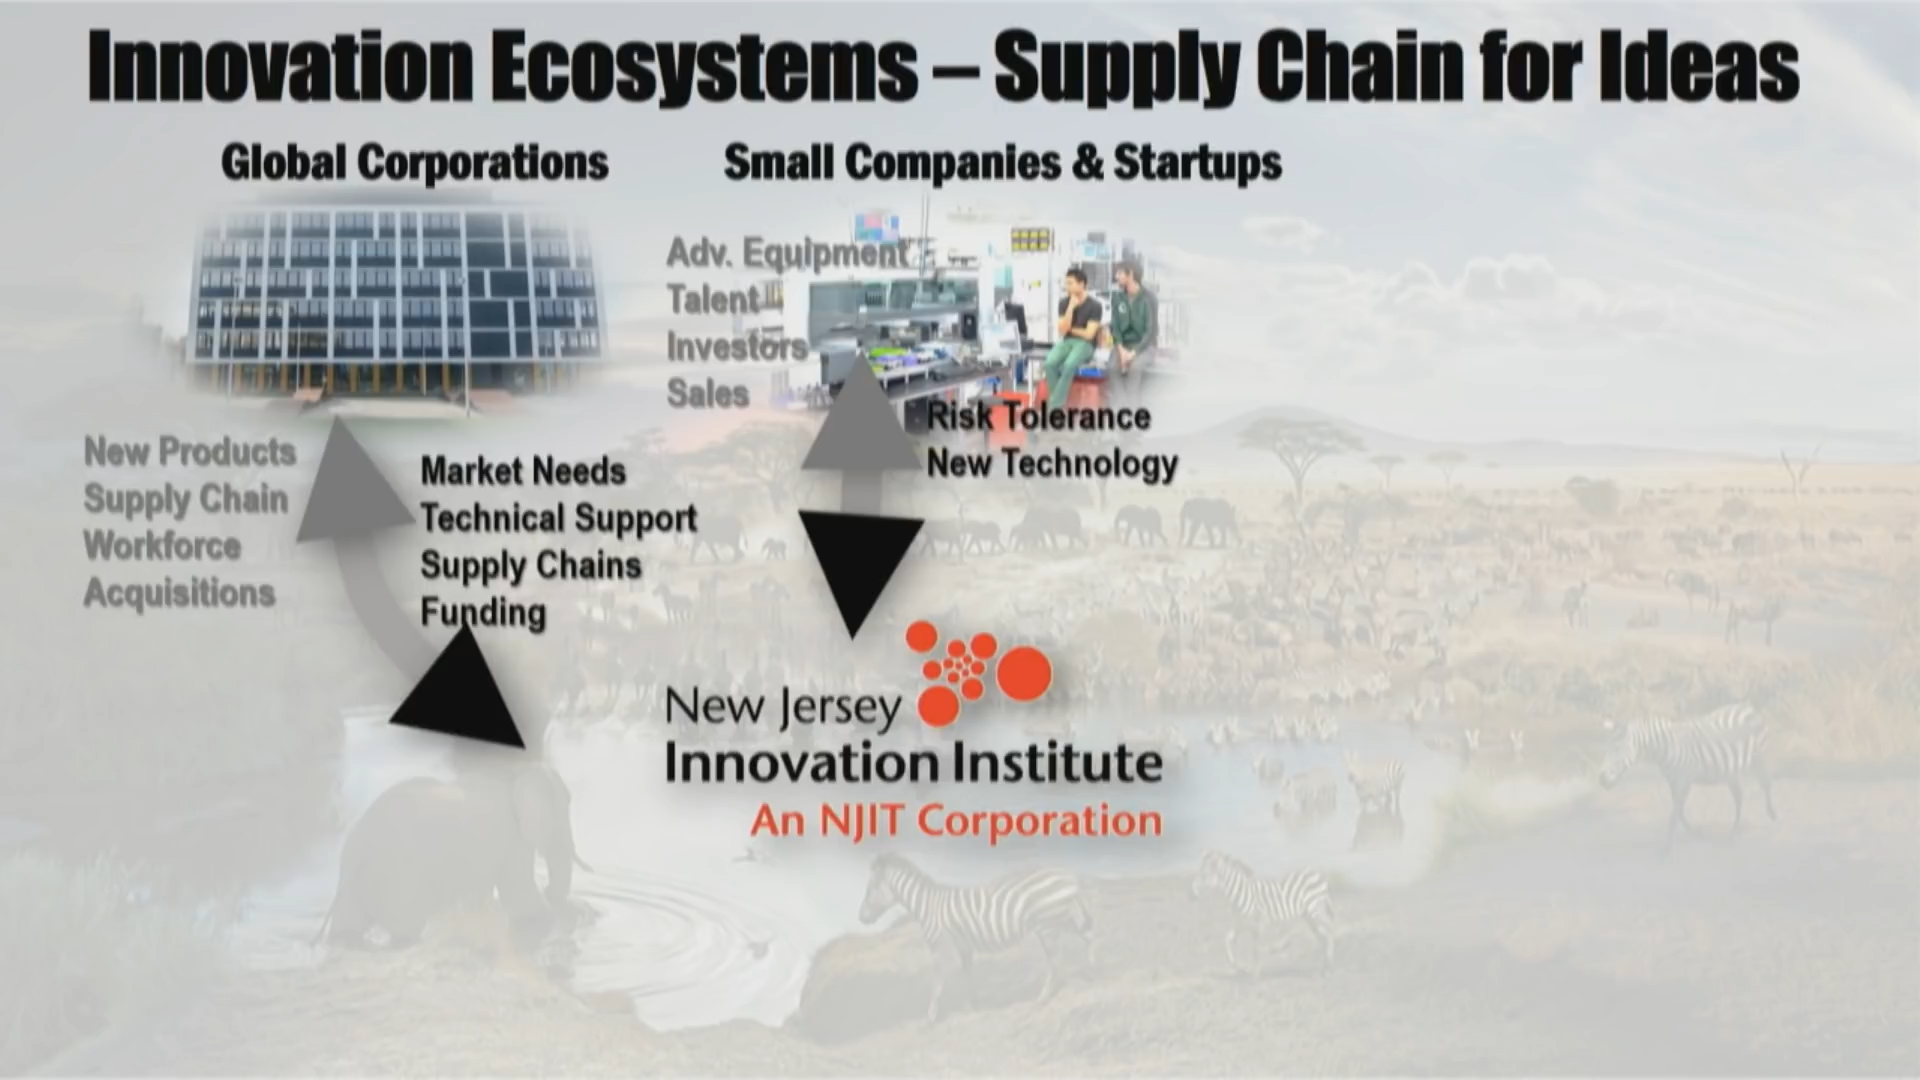 Innovation Ecosystems – Supply Chain for Ideas
Global Corporations
Small Companies & Startups
Adv. Equipment
Talent
Investors
Sales
Risk Tolerance
New Technology
New Products
Supply Chain
Workforce
Acquisitions
Market Needs
Technical Support
Supply Chains
Funding
New Jersey
Innovation Institute
An NJIT Corporation